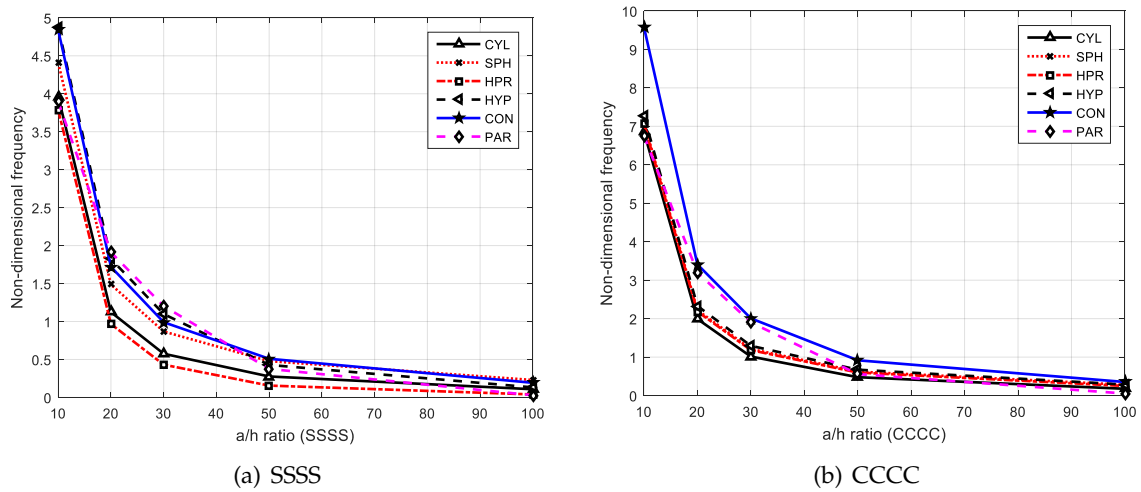 5
4.5
4
3.5
3
2.5
2
1.5
1
0.5
0
Non-dimensional frequency
CYL
SPH
HPR
HYP
CON
PAR
10 20 30 40 50 60 70 80 90 100
a/h ratio (SSSS)
(a) SSSS
10
9
8
7
6
5
4
3
2
1
0
Non-dimensional frequency
CYL
SPH
HPR
HYP
CON
PAR
10 20 30 40 50 60 70 80 90 100
a/h ratio (CCCC)
(b) CCCC